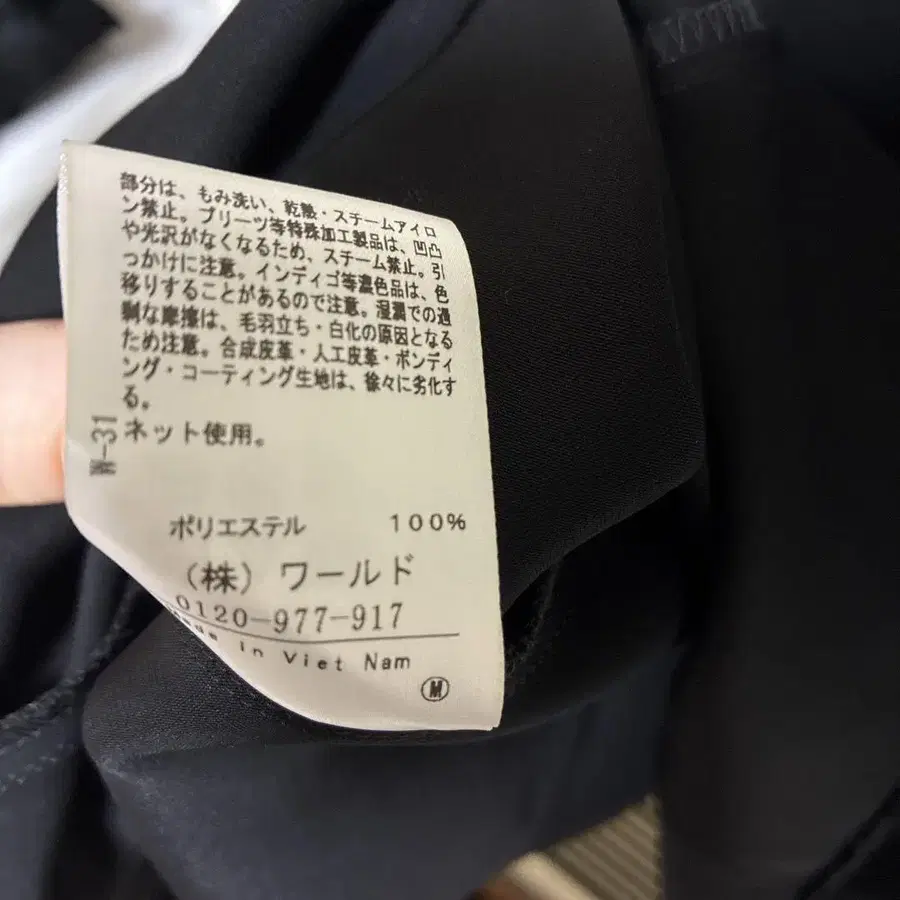 部分は、もみ洗い、乾熱・スチームアイロ
ン禁止。プリーツ等特殊加工製品は、凹凸
や光沢がなくなるため、スチーム禁止。引
っかけに注意。インディゴ等濃色品は、色
移りすることがあるので注意。湿潤での過
剰な摩擦は、毛羽立ち・白化の原因となる
ため注意。合成皮革・人工皮革・ボンディ
ング・コーティング生地は、徐々に劣化す
る。
ネット使用。
W-31
ポリエステル 100%
(株)ワールド
0120-977-917
Made in Viet Nam
M